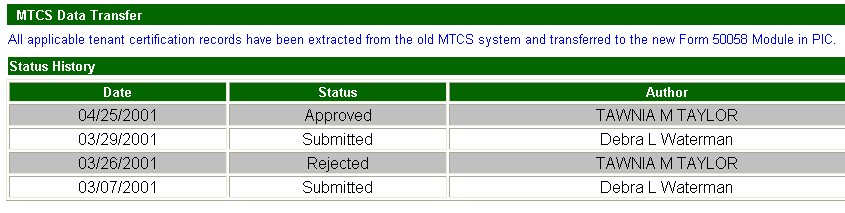 MTCS Data Transfer
All applicable tenant certification records have been extracted from the old MTCS system and transferred to the new Form 50058 Module in PIC.
Status History
Date Status Author
04/25/2001 Approved TAWNIA M TAYLOR
03/29/2001 Submitted Debra L Waterman
03/26/2001 Rejected TAWNIA M TAYLOR
03/07/2001 Submitted Debra L Waterman